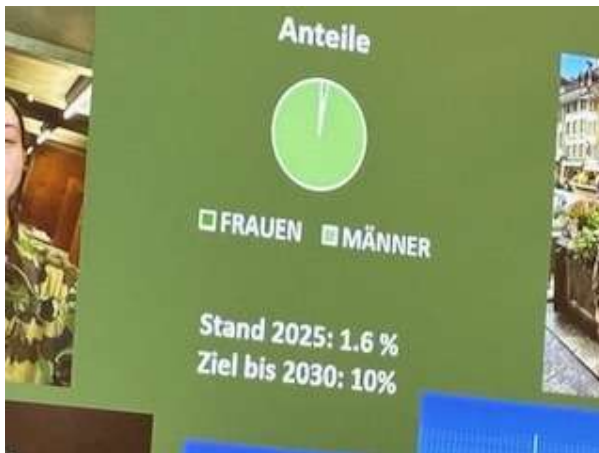 Anteile
FRAUEN MÄNNER
Stand 2025: 1.6 %
Ziel bis 2030: 10%